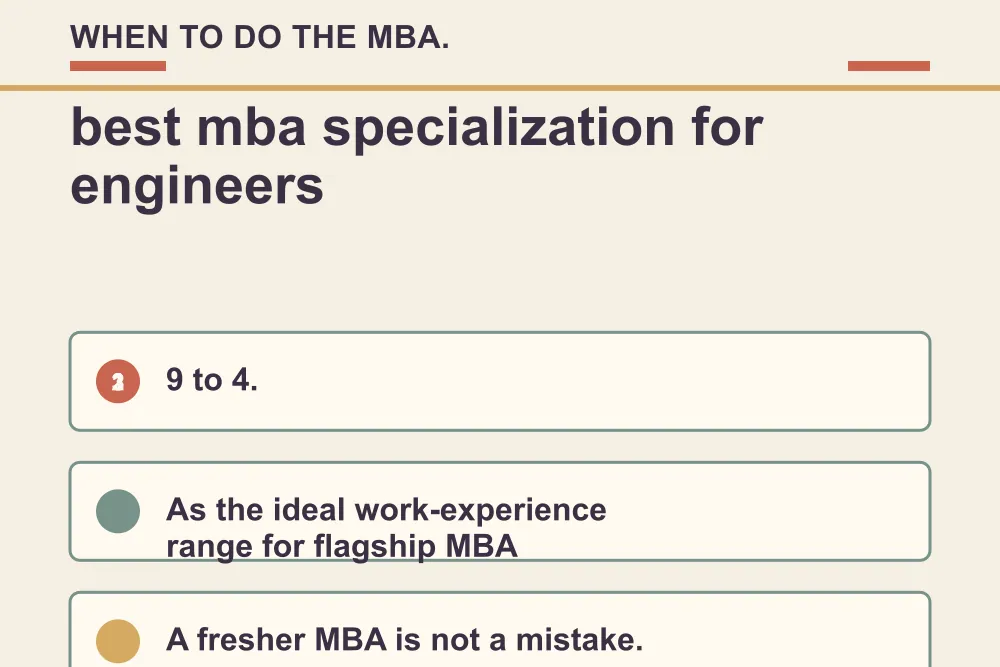 WHEN TO DO THE MBA.
best mba specialization for
engineers
9 to 4.
As the ideal work-experience
range for flagship MBA
A fresher MBA is not a mistake.